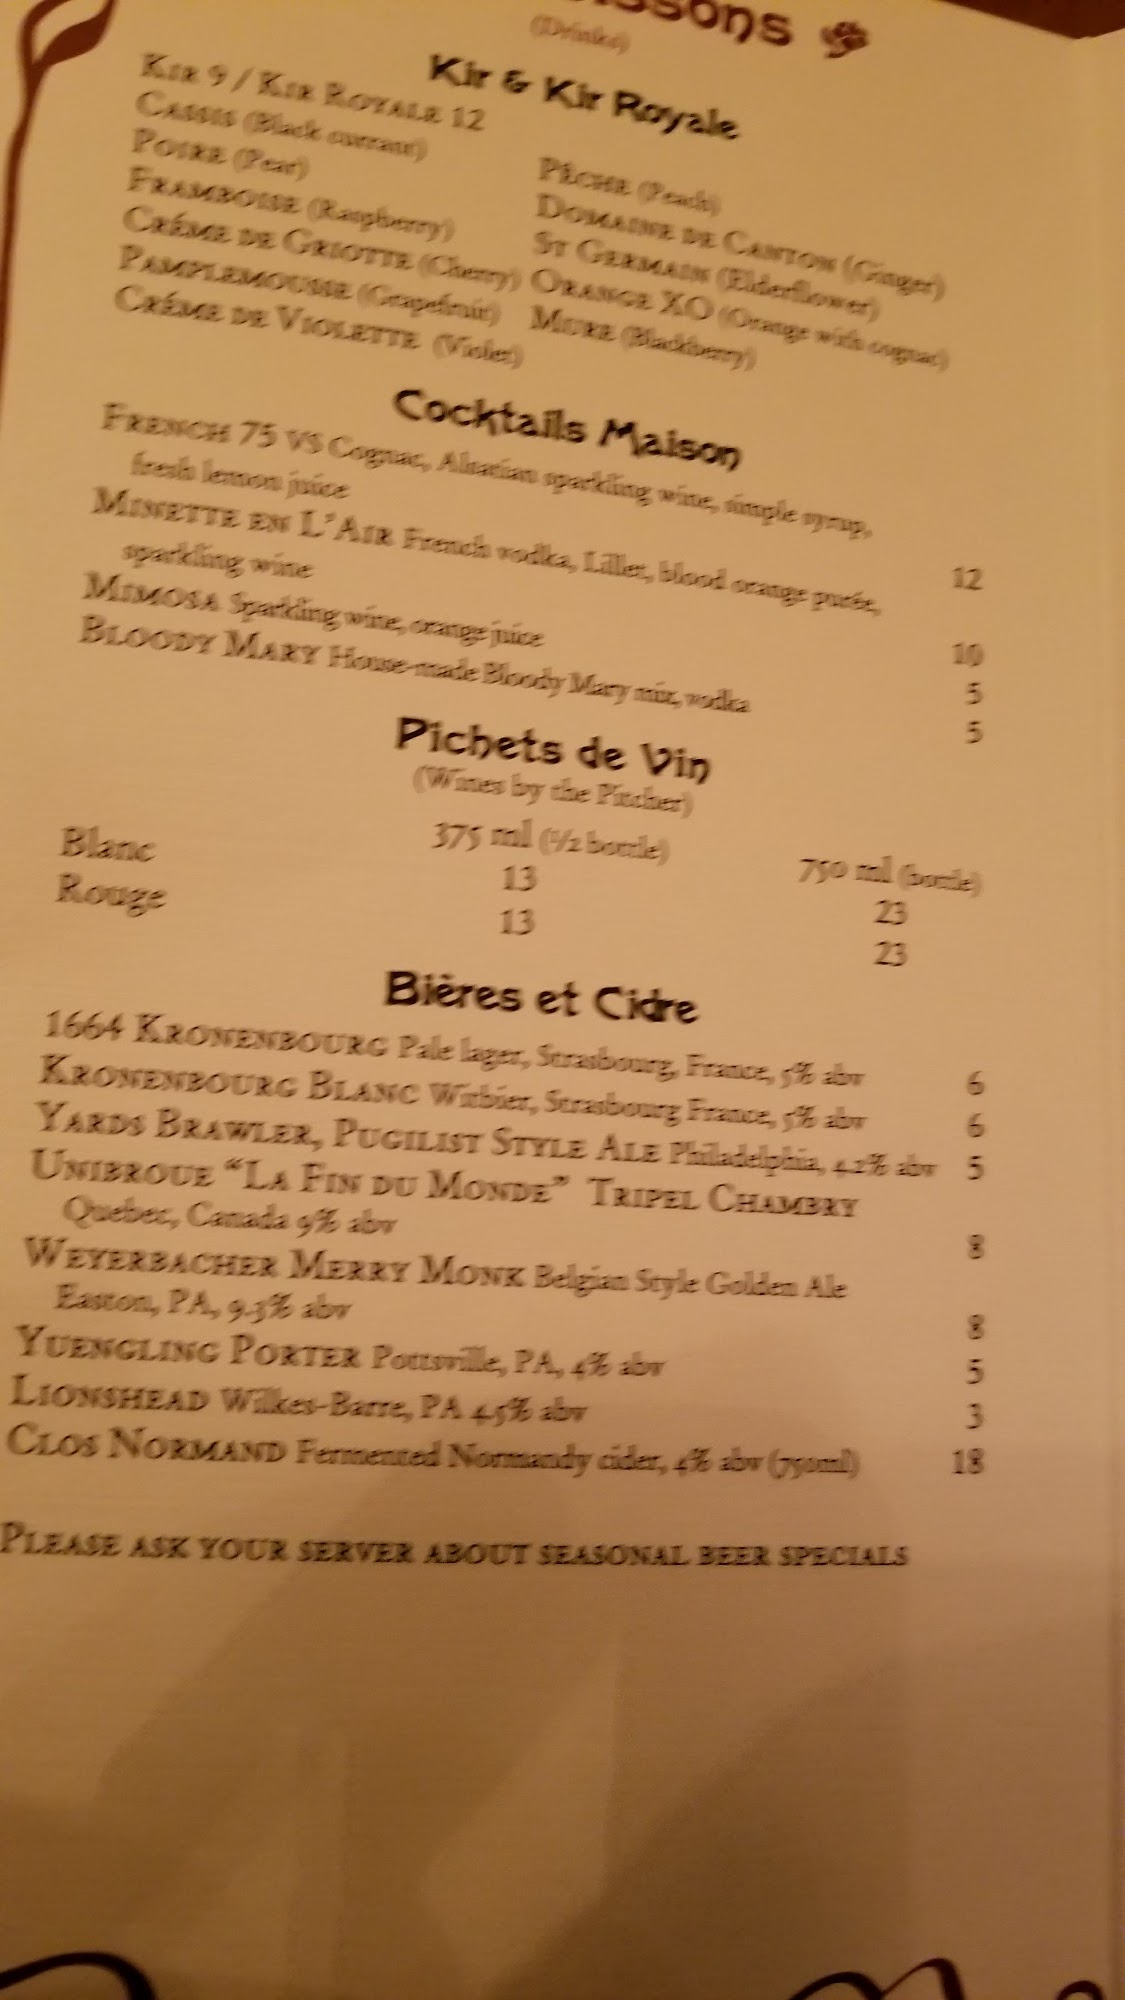 (Drinks)
Kir & Kir Royale
KIR 9 / KIR ROYALE 12
CASSIS (Black currant)
POIRE (Pear)
FRAMBOISE (Raspberry)
CRÉME DE GRIOTTE (Cherry)
PAMPLEMOUSSE (Grapefruit)
CRÉME DE VIOLETTE (Violet)
PÊCHE (Peach)
DOMAINE DE CANTON (Ginger)
ST GERMAIN (Elderflower)
ORANGE XO (Orange with cognac)
MURE (Blackberry)
Cocktails Maison
FRENCH 75 VS Cognac, Alsatian sparkling wine, simple syrup,
fresh lemon juice 12
MINETTE EN L'AIR French vodka, Lillet, blood orange purée,
sparkling wine 10
MIMOSA Sparkling wine, orange juice 5
BLOODY MARY House-made Bloody Mary mix, vodka 5
Pichets de Vin
(Wines by the Pitcher)
375 ml (1/2 bottle) 750 ml (bottle)
Blanc 13 23
Rouge 13 23
Bières et Cidre
1664 KRONENBOURG Pale lager, Strasbourg, France, 5% abv 6
KRONENBOURG BLANC Witbier, Strasbourg France, 5% abv 6
YARDS BRAWLER, PUGILIST STYLE ALE Philadelphia, 4.2% abv 5
UNIBROUE "LA FIN DU MONDE" TRIPEL CHAMBRY
Quebec, Canada 9% abv 8
WEYERBACHER MERRY MONK Belgian Style Golden Ale
Easton, PA, 9.3% abv 8
YUENGLING PORTER Pottsville, PA, 4% abv 5
LIONSHEAD Wilkes-Barre, PA 4.5% abv 3
CLOS NORMAND Fermented Normandy cider, 4% abv (750ml) 18
PLEASE ASK YOUR SERVER ABOUT SEASONAL BEER SPECIALS